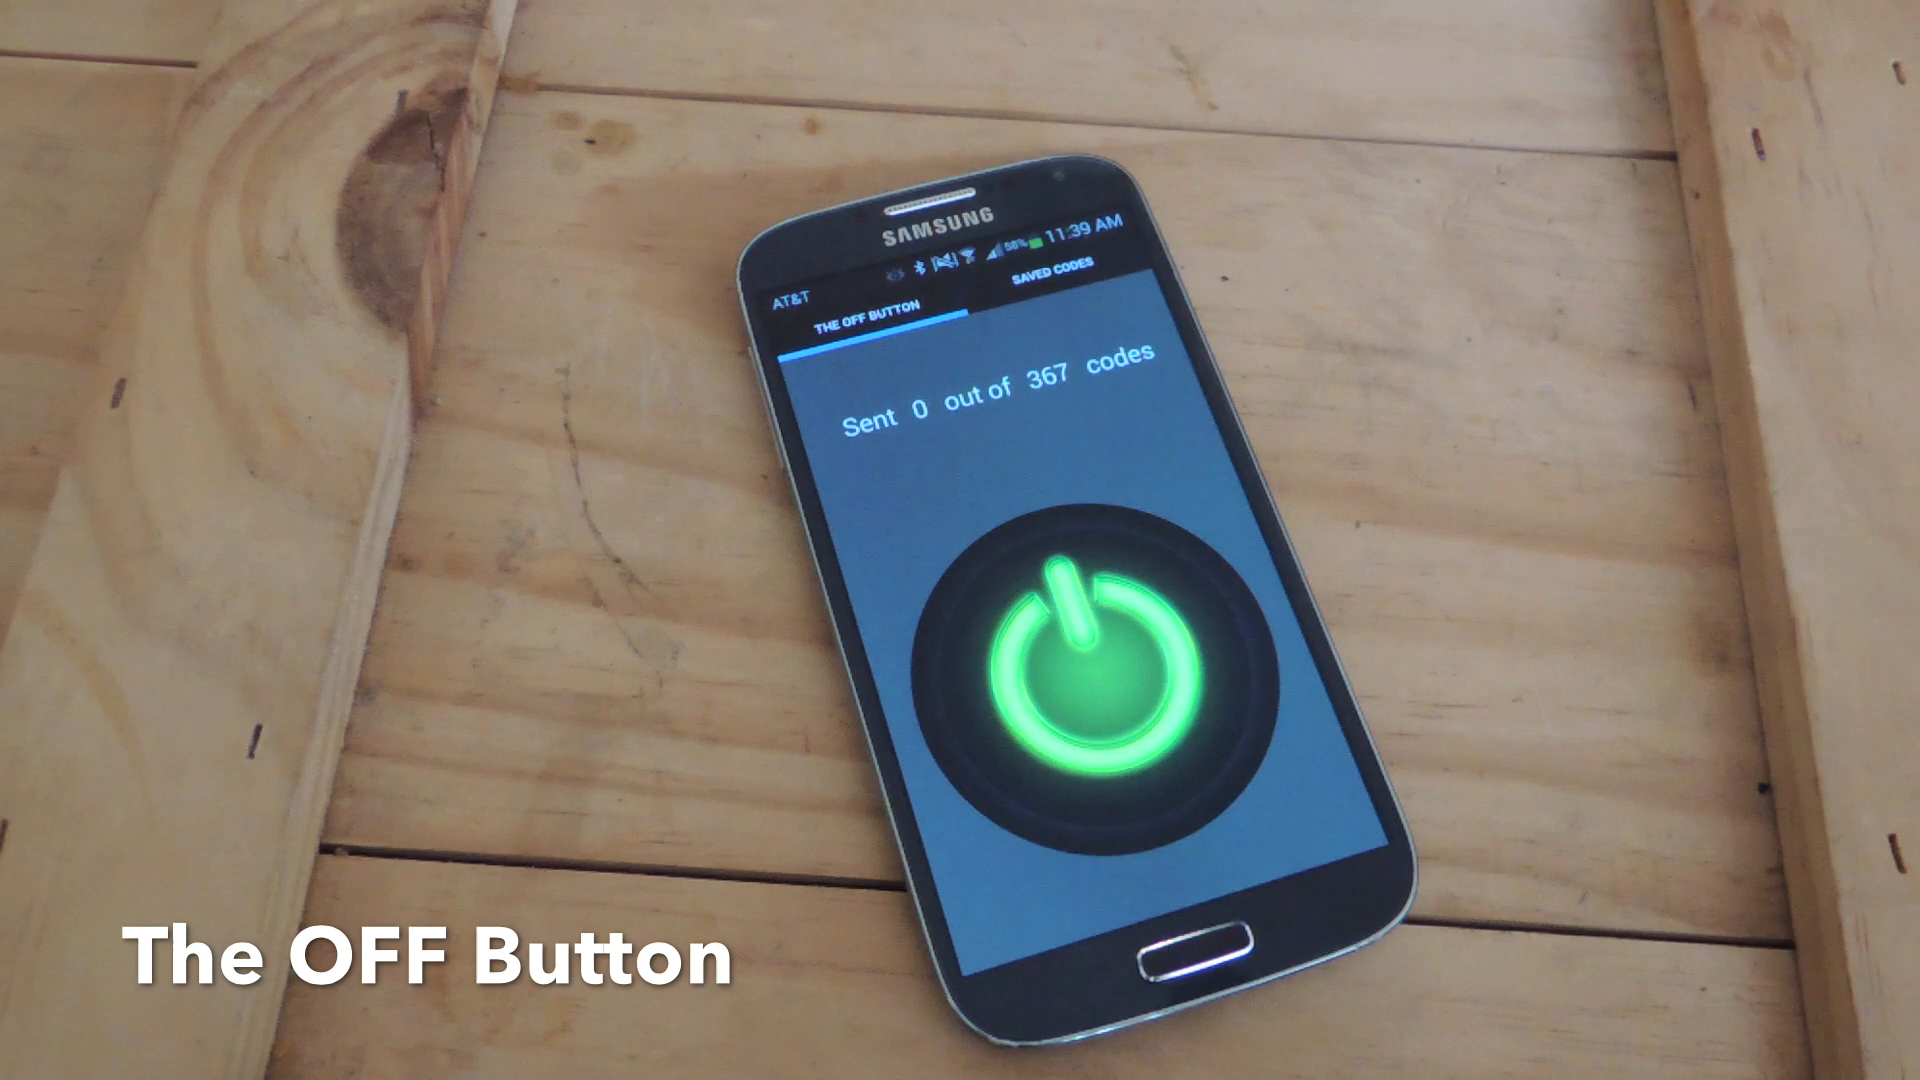 SAMSUNG
AT&T 58% 11:39 AM
THE OFF BUTTON SAVED CODES
Sent 0 out of 367 codes
The OFF Button